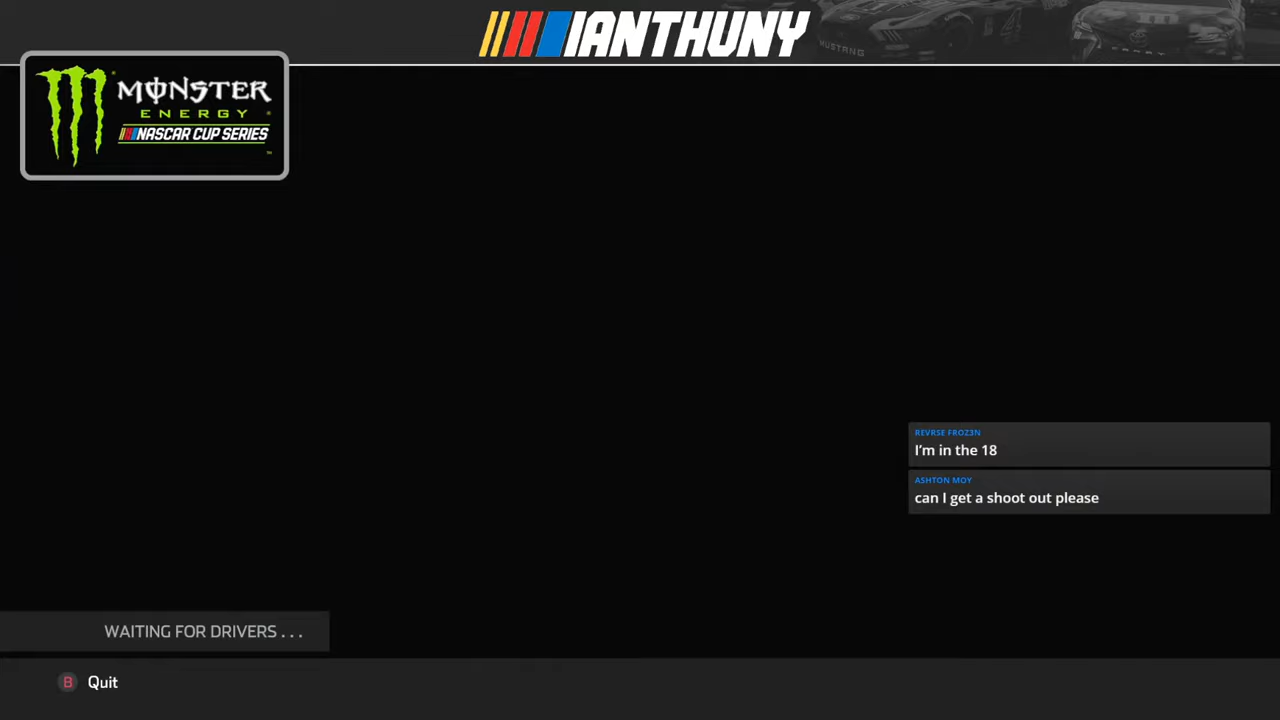 IANTHUNY
MUSTANG
MONSTER
ENERGY
NASCAR CUP SERIES
REVRSE FROZ3N
I'm in the 18
ASHTON MOY
can I get a shoot out please
WAITING FOR DRIVERS . . .
B Quit